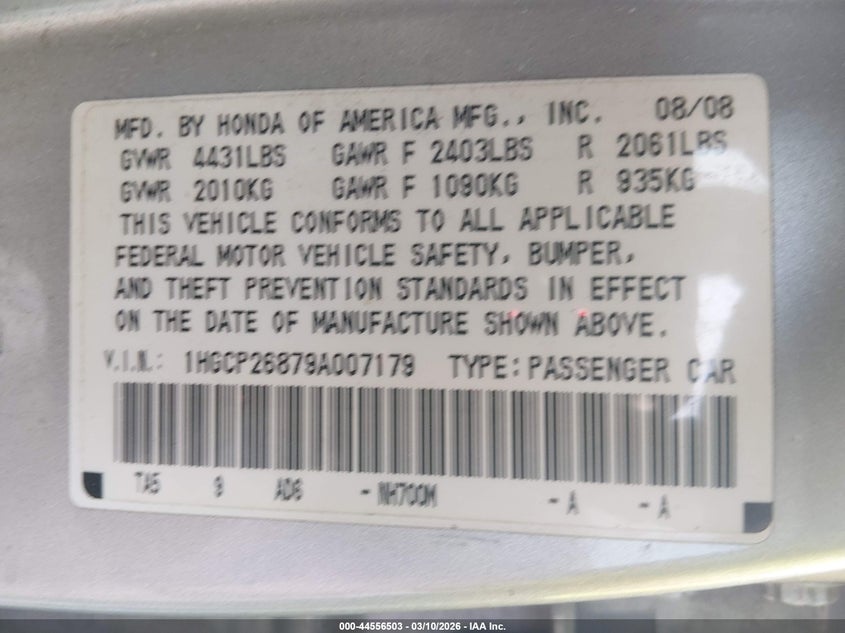 MFD. BY HONDA OF AMERICA MFG., INC. 08/08
GVWR 4431LBS GAWR F 2403LBS R 2061LBS
GVWR 2010KG GAWR F 1090KG R 935KG
THIS VEHICLE CONFORMS TO ALL APPLICABLE
FEDERAL MOTOR VEHICLE SAFETY, BUMPER,
AND THEFT PREVENTION STANDARDS IN EFFECT
ON THE DATE OF MANUFACTURE SHOWN ABOVE.
V.I.N.: 1HGCP26879A007179 TYPE: PASSENGER CAR
TA5 9 AD6 - NH700M - A - A
000-44556503 — 03/10/2026 — IAA Inc.